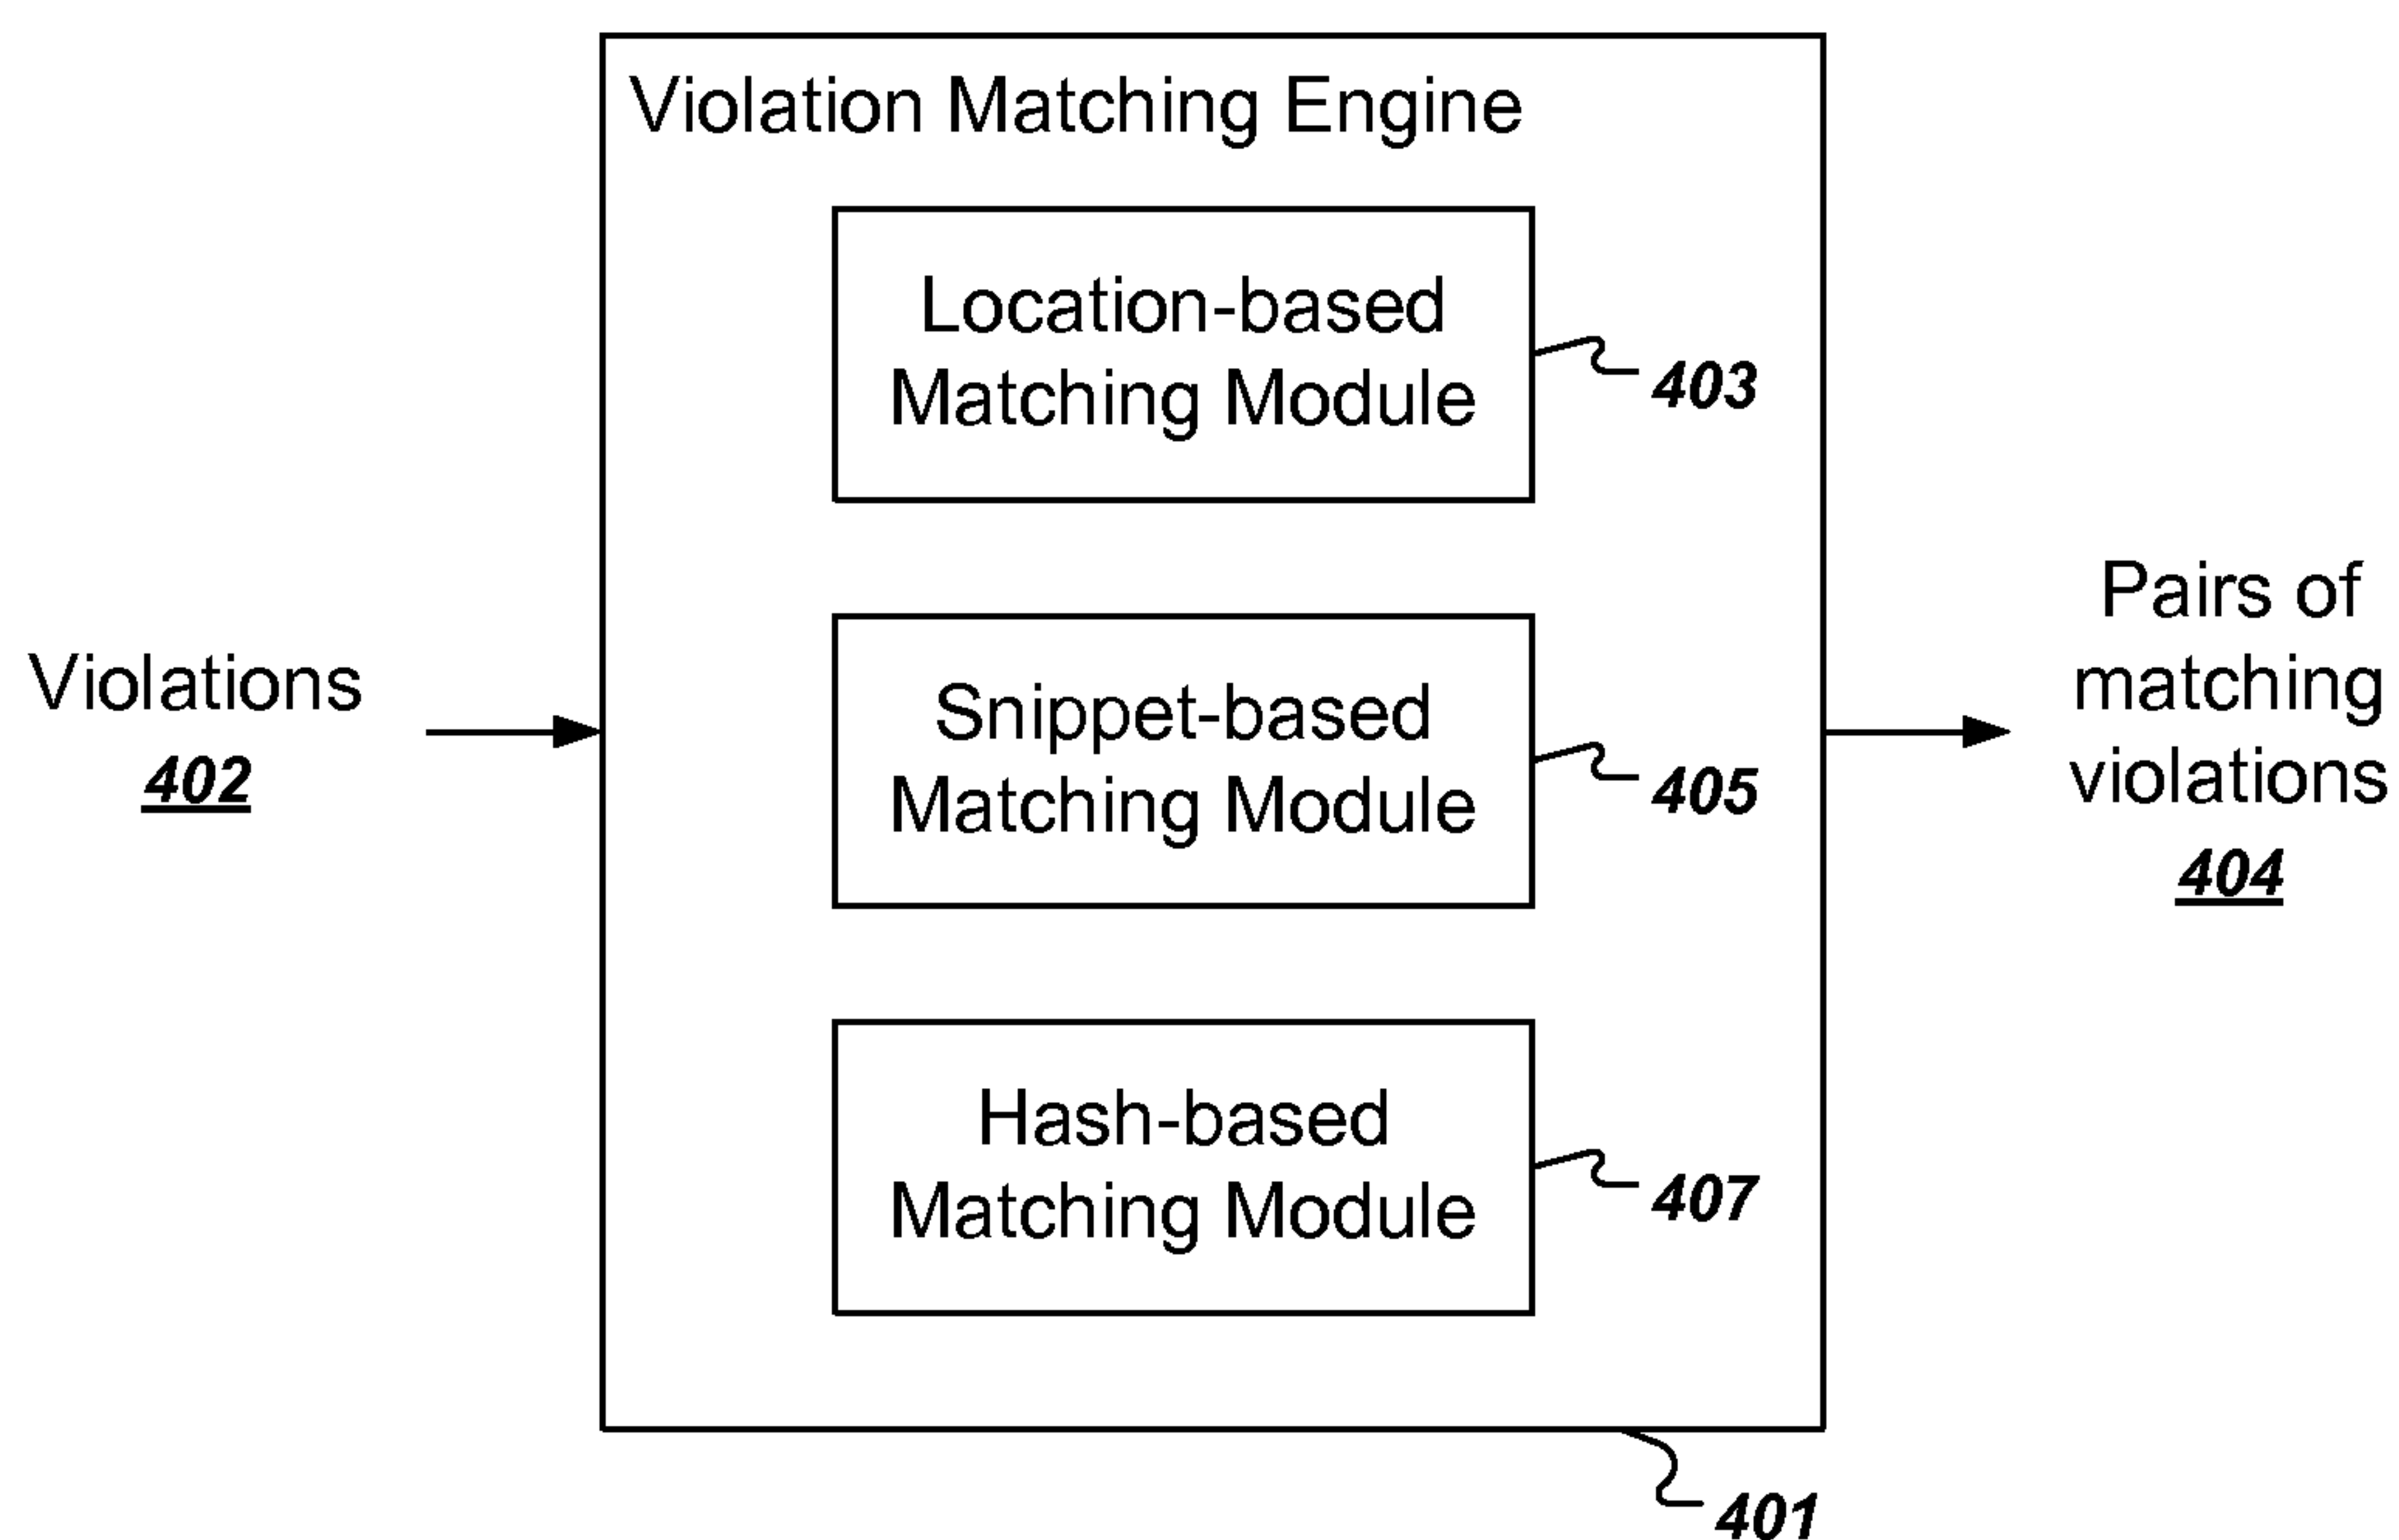 Violation Matching Engine
Location-based
Matching Module
403
Violations
402
Snippet-based
Matching Module
405
Pairs of
matching
violations
404
Hash-based
Matching Module
407
401